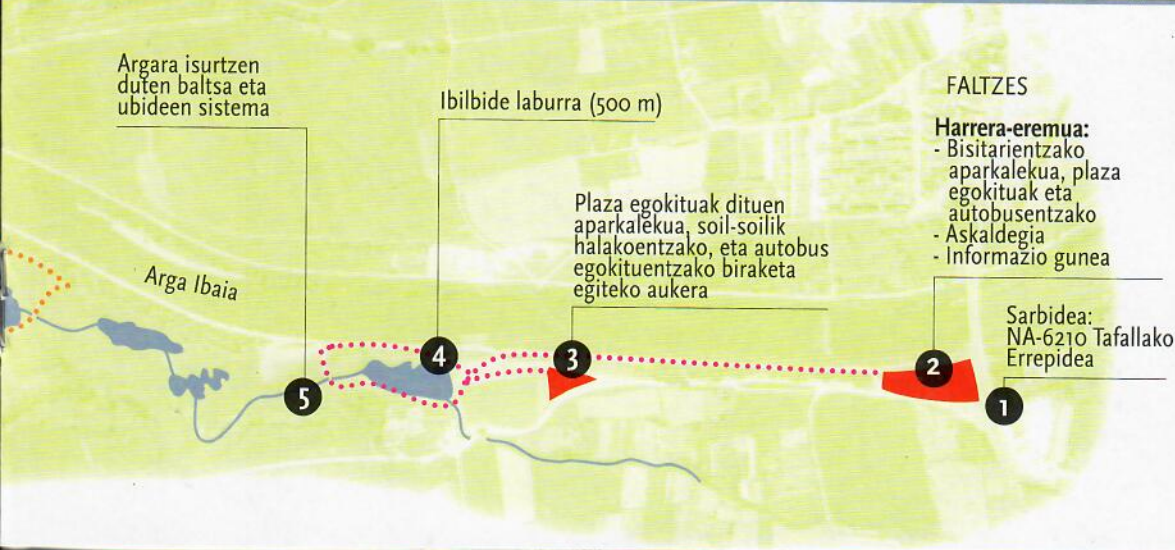 Argara isurtzen
duten baltsa eta
ubideen sistema
Ibilbide laburra (500 m)
Plaza egokituak dituen
aparkalekua, soil-soilik
halakoentzako, eta autobus
egokituentzako biraketa
egiteko aukera
FALTZES
Harrera-eremua:
- Bisitarientzako
aparkalekua, plaza
egokituak eta
autobusentzako
- Askaldegia
- Informazio gunea
Sarbidea:
NA-6210 Tafallako
Errepidea
Arga Ibaia
5
4
3
2
1